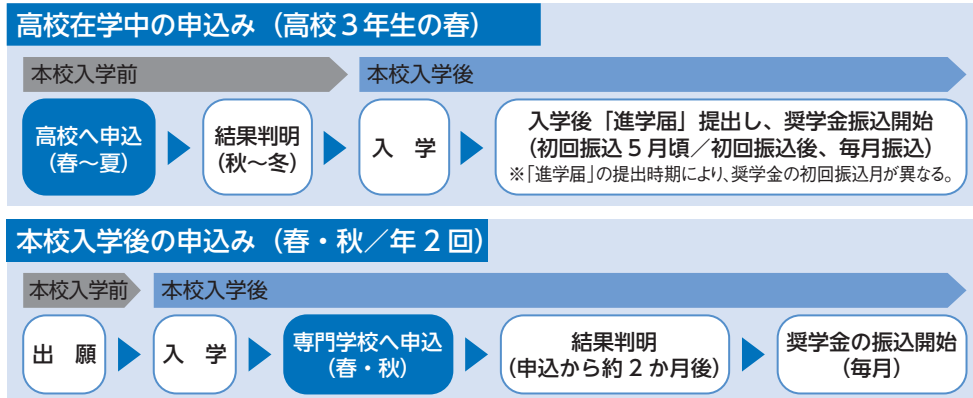 高校在学中の申込み（高校３年生の春）
本校入学前
本校入学後
高校へ申込
（春～夏）
結果判明
（秋～冬）
入　学
入学後「進学届」提出し、奨学金振込開始
（初回振込５月頃／初回振込後、毎月振込）
※「進学届」の提出時期により、奨学金の初回振込月が異なる。
本校入学後の申込み（春・秋／年２回）
本校入学前
本校入学後
出　願
入　学
専門学校へ申込
（春・秋）
結果判明
（申込から約２か月後）
奨学金の振込開始
（毎月）